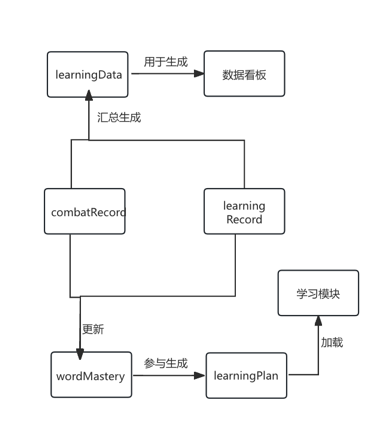 用于生成
learningData
数据看板
汇总生成
combatRecord
learning
Record
学习模块
更新
加载
参与生成
wordMastery
learningPlan